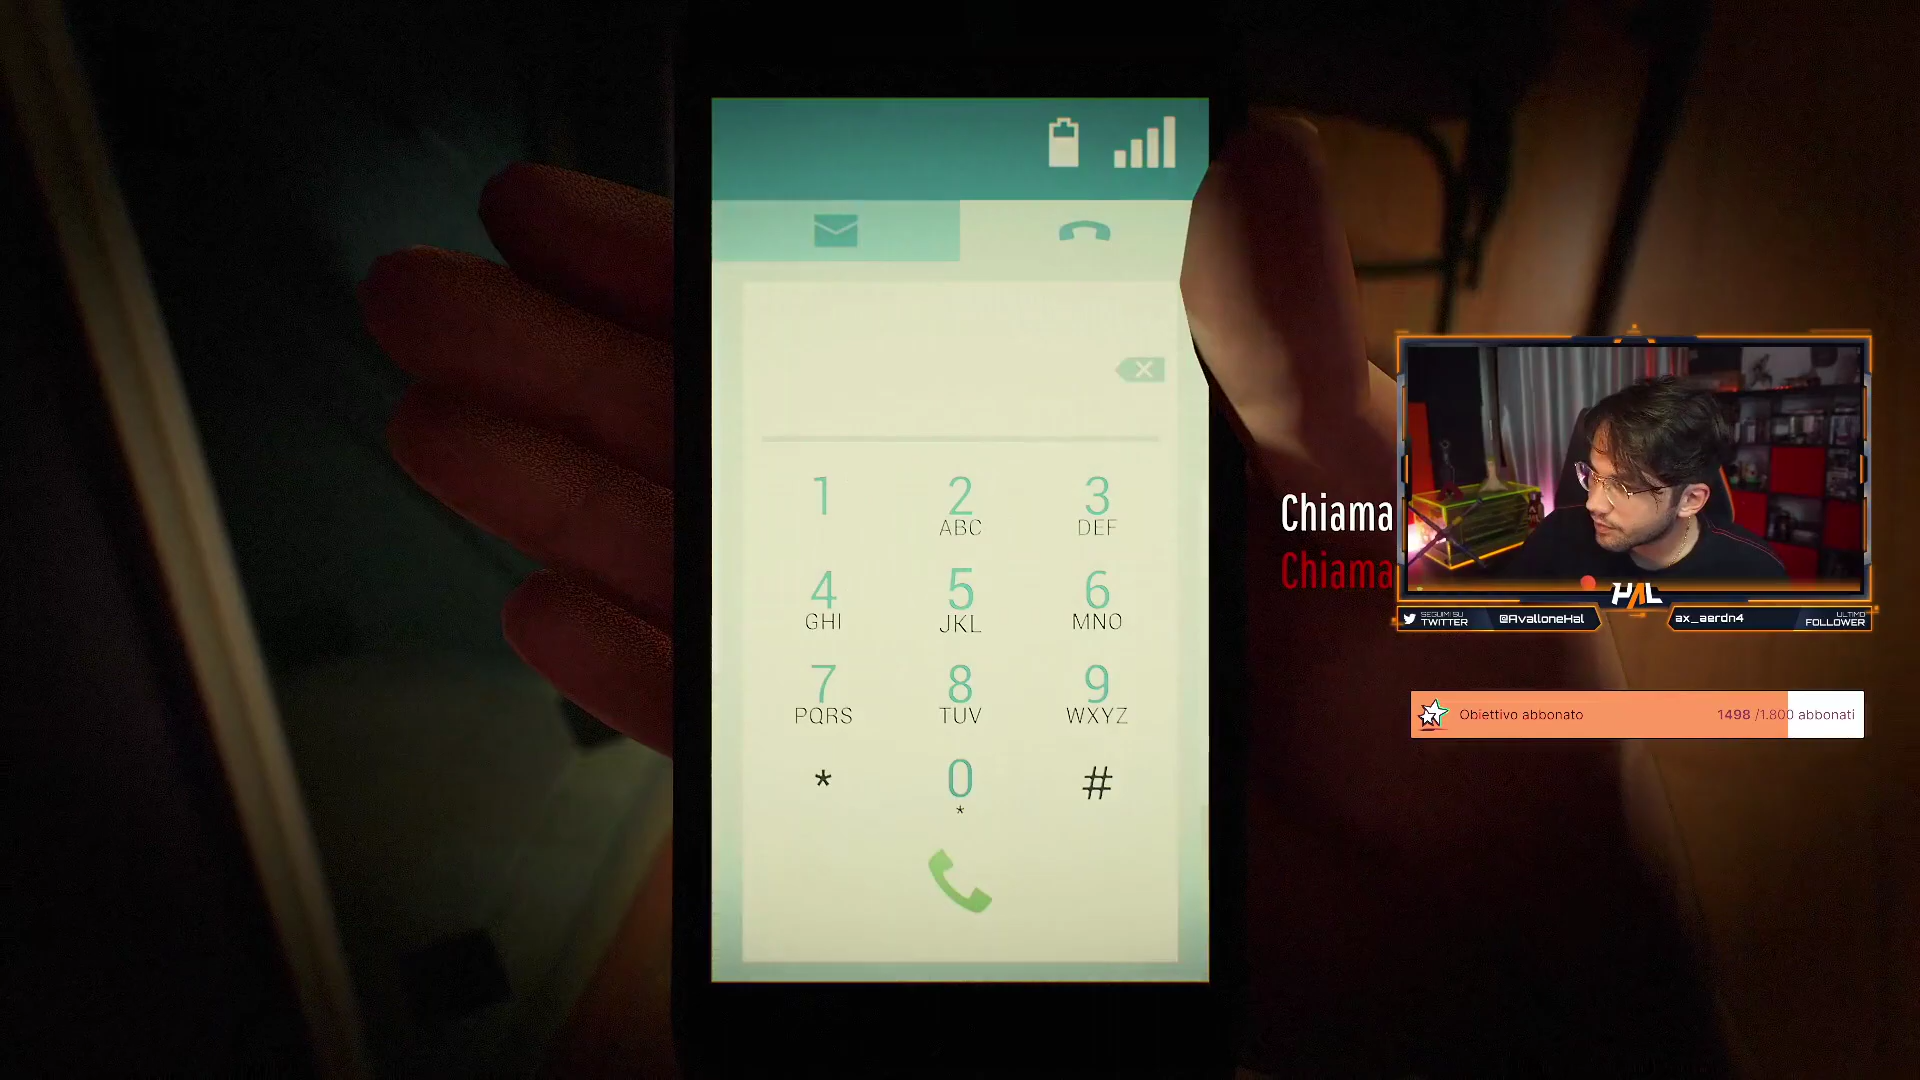 1
2
ABC
3
DEF
4
GHI
5
JKL
6
MNO
7
PQRS
8
TUV
9
WXYZ
*
0
*
#
Chiama
Chiama
HAL
SEGUIMI SU
TWITTER
@AvalloneHal
ax_aerdn4
ULTIMO
FOLLOWER
Obiettivo abbonato
1498 /1.800 abbonati